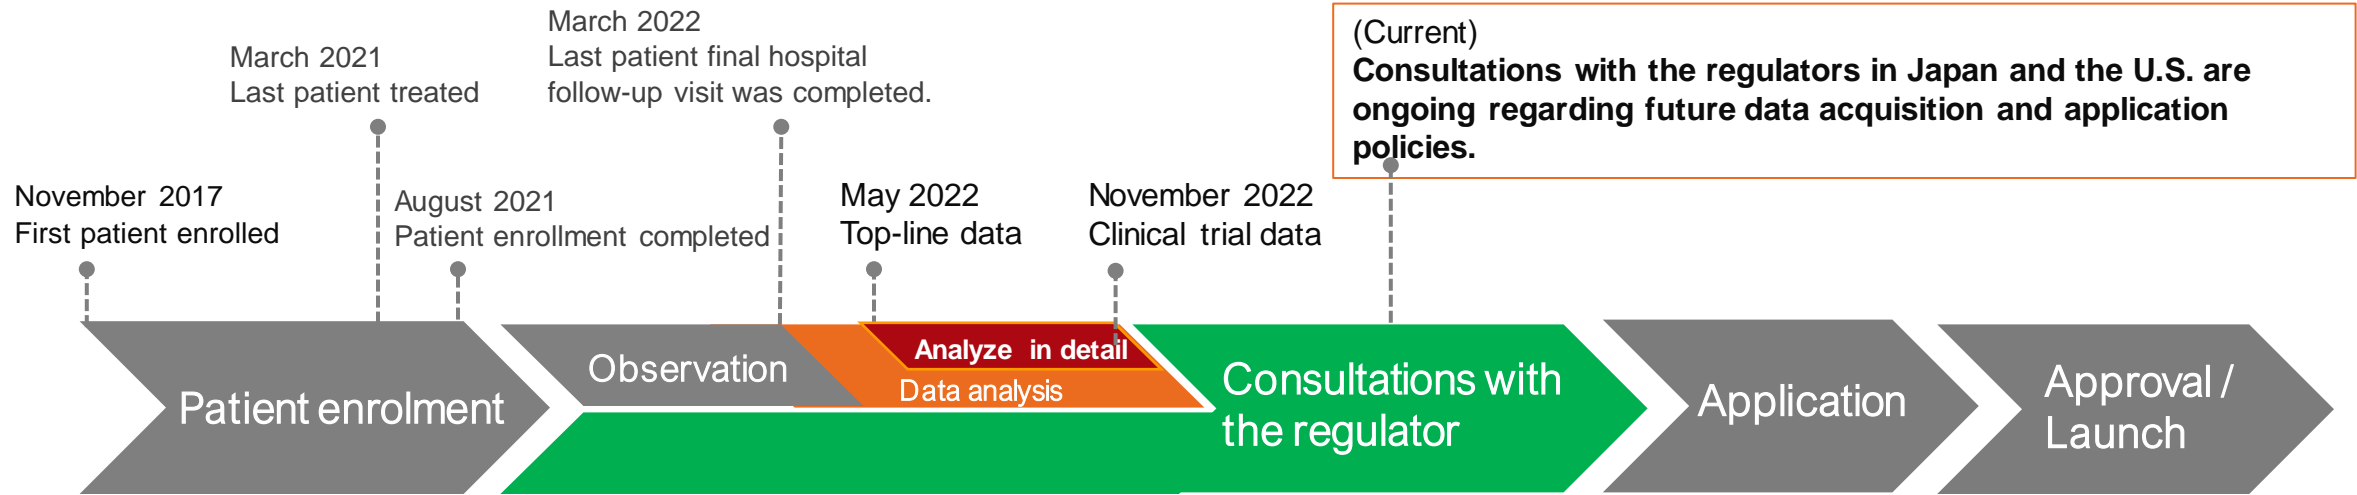 March 2021
Last patient treated
March 2022
Last patient final hospital
follow-up visit was completed.
(Current)
Consultations with the regulators in Japan and the U.S. are
ongoing regarding future data acquisition and application
policies.
November 2017
First patient enrolled
August 2021
Patient enrollment completed
May 2022
Top-line data
November 2022
Clinical trial data
Patient enrolment
Observation
Analyze in detail
Data analysis
Consultations with
the regulator
Application
Approval /
Launch